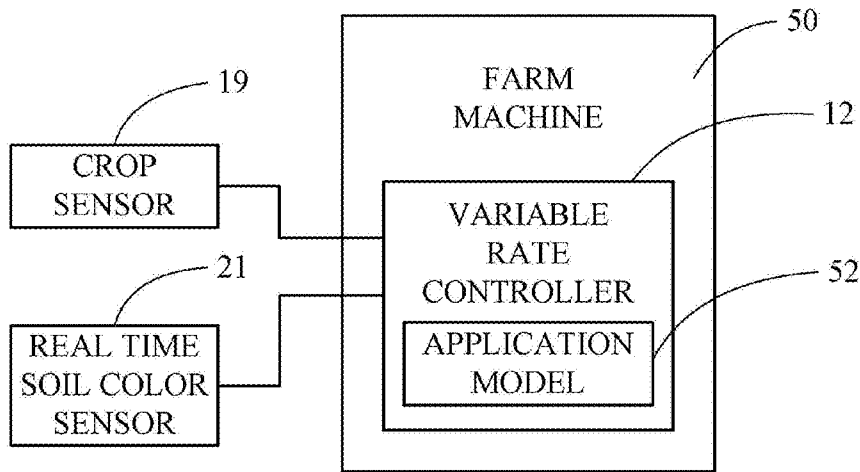 50
FARM
MACHINE
19
12
CROP
SENSOR
VARIABLE
RATE
CONTROLLER
21
52
REAL TIME
SOIL COLOR
SENSOR
APPLICATION
MODEL